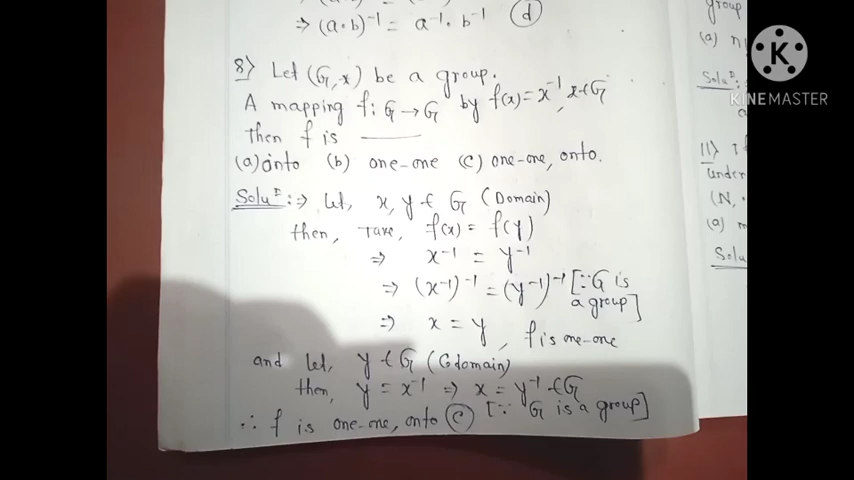 ⇒ (a·b)⁻¹ = a⁻¹·b⁻¹ (d)
8> Let (G,×) be a group.
A mapping f: G → G by f(x) = x⁻¹, x∈G
then f is ______
(a) onto (b) one-one (c) one-one, onto.
Soluⁿ:⇒ Let, x, y ∈ G (Domain)
then, Take, f(x) = f(y)
⇒ x⁻¹ = y⁻¹
⇒ (x⁻¹)⁻¹ = (y⁻¹)⁻¹ [∵ G is
a group]
⇒ x = y, f is one-one
and Let, y ∈ G (Codomain)
then, y = x⁻¹ ⇒ x = y⁻¹ ∈ G
[∵ G is a group]
∴ f is one-one, onto (c)
group
(a)
Soluⁿ
KINEMASTER
11>
under
(N, ·
(a)
Solu